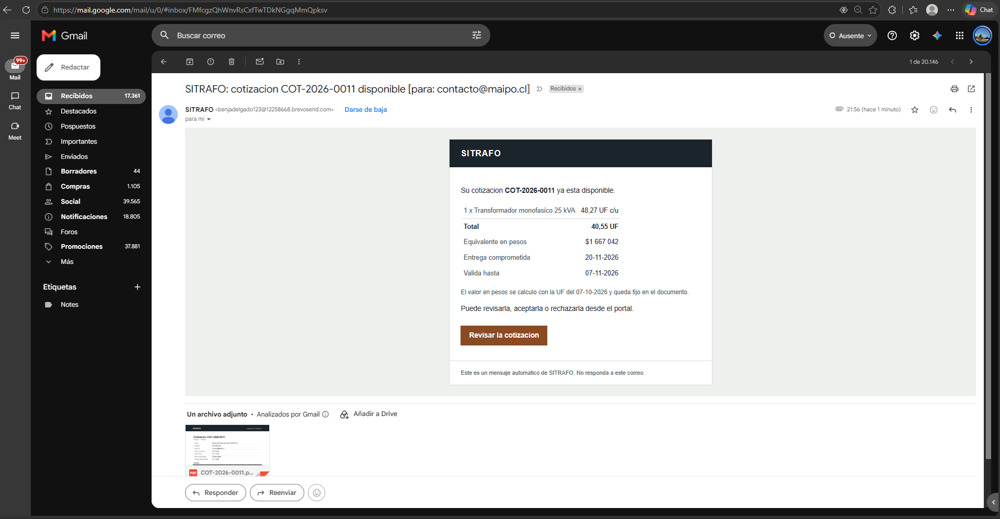 https://mail.google.com/mail/u/0/#inbox/FMfcgzQhWnvRsCxfTwTDkNGgqMmQpksv
Chat
Gmail
Buscar correo
Ausente
99+
Mail
Chat
Meet
Redactar
Recibidos 17.361
Destacados
Pospuestos
Importantes
Enviados
Borradores 44
Compras 1.105
Social 39.565
Notificaciones 18.805
Foros
Promociones 37.881
Más
Etiquetas
Notes
1 de 20.146
SITRAFO: cotizacion COT-2026-0011 disponible [para: contacto@maipo.cl]
Recibidos
SITRAFO <benjadelgado123@12258668.brevosend.com> Darse de baja
para mí
21:56 (hace 1 minuto)
SITRAFO
Su cotizacion COT-2026-0011 ya esta disponible.
1 x Transformador monofasico 25 kVA 48,27 UF c/u
Total 40,55 UF
Equivalente en pesos $1 667 042
Entrega comprometida 20-11-2026
Valida hasta 07-11-2026
El valor en pesos se calculo con la UF del 07-10-2026 y queda fijo en el documento.
Puede revisarla, aceptarla o rechazarla desde el portal.
Revisar la cotizacion
Este es un mensaje automatico de SITRAFO. No responda a este correo.
Un archivo adjunto • Analizados por Gmail
Añadir a Drive
SITRAFO
Cotizacion COT-2026-0011
PDF COT-2026-0011.p...
Responder
Reenviar